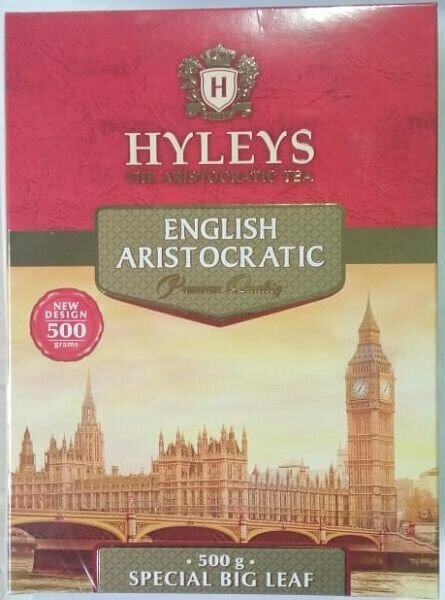 H
HYLEYS
THE ARISTOCRATIC TEA
ENGLISH
ARISTOCRATIC
Premium Quality
NEW
DESIGN
500
grams
· 500 g ·
SPECIAL BIG LEAF